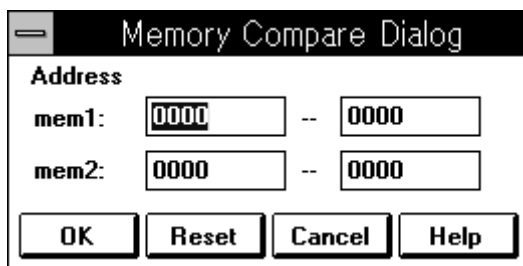 Memory Compare Dialog
Address
mem1: 0000 -- 0000
mem2: 0000 -- 0000
OK Reset Cancel Help